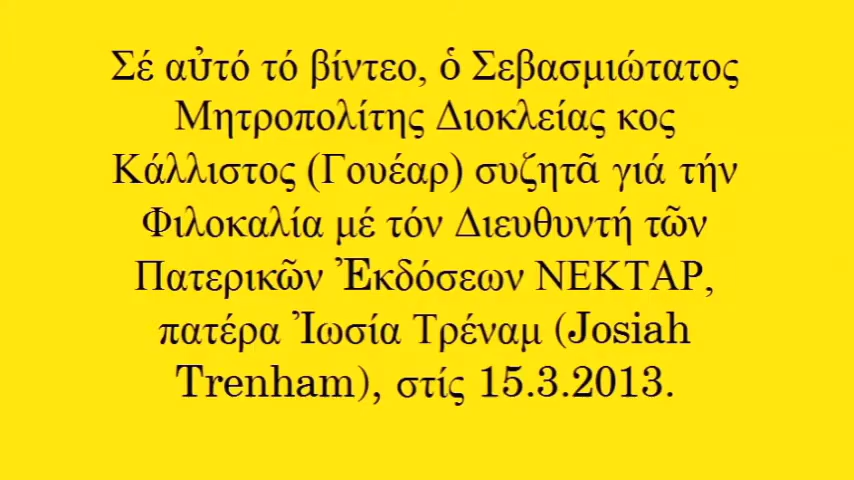 Σέ αὐτό τό βίντεο, ὁ Σεβασμιώτατος
Μητροπολίτης Διοκλείας κος
Κάλλιστος (Γουέαρ) συζητᾶ γιά τήν
Φιλοκαλία μέ τόν Διευθυντή τῶν
Πατερικῶν Ἐκδόσεων ΝΕΚΤΑΡ,
πατέρα Ἰωσία Τρέναμ (Josiah
Trenham), στίς 15.3.2013.